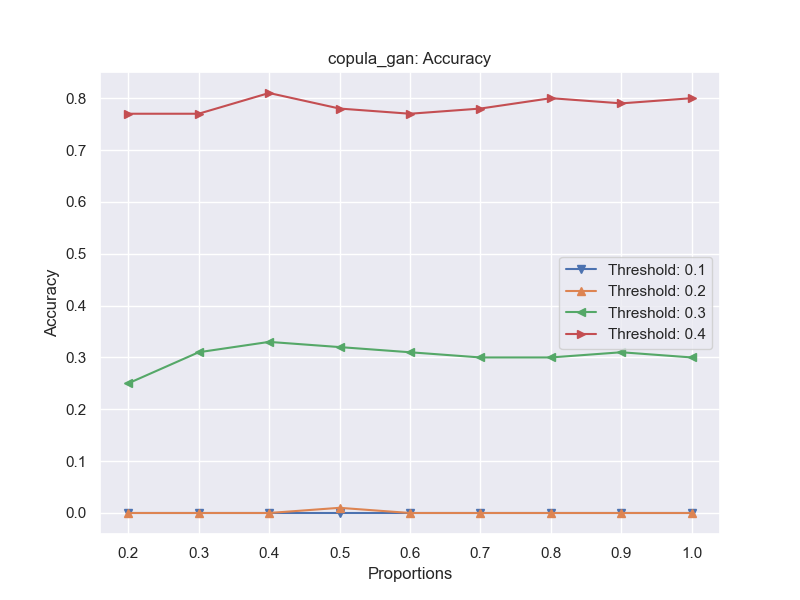 copula_gan: Accuracy
Accuracy
0.8
0.7
0.6
0.5
0.4
0.3
0.2
0.1
0.0
Threshold: 0.1
Threshold: 0.2
Threshold: 0.3
Threshold: 0.4
0.2 0.3 0.4 0.5 0.6 0.7 0.8 0.9 1.0
Proportions